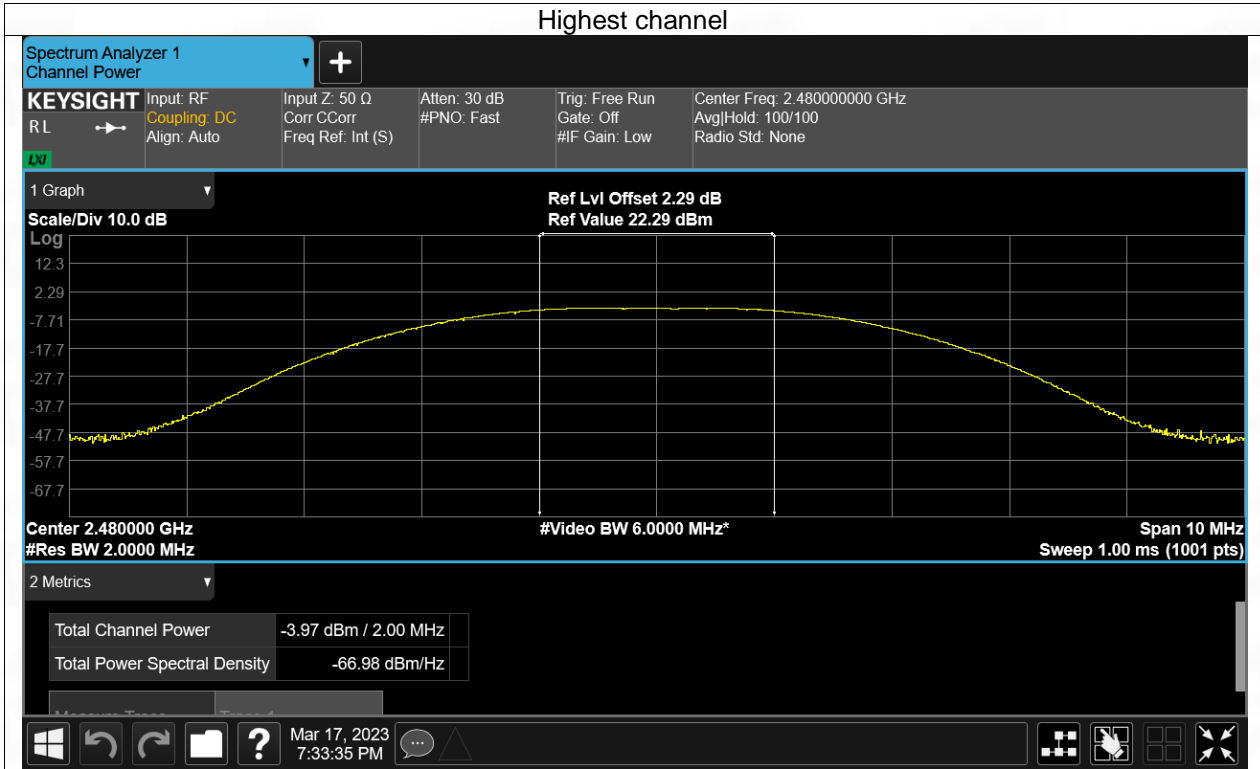 Highest channel
Spectrum Analyzer 1
Channel Power
KEYSIGHT
RL
LXI
Input: RF
Coupling: DC
Align: Auto
Input Z: 50 Ω
Corr CCorr
Freq Ref: Int (S)
Atten: 30 dB
#PNO: Fast
Trig: Free Run
Gate: Off
#IF Gain: Low
Center Freq: 2.480000000 GHz
Avg|Hold: 100/100
Radio Std: None
1 Graph
Scale/Div 10.0 dB
Ref Lvl Offset 2.29 dB
Ref Value 22.29 dBm
Log
12.3
2.29
-7.71
-17.7
-27.7
-37.7
-47.7
-57.7
-67.7
Center 2.480000 GHz
#Video BW 6.0000 MHz*
Span 10 MHz
#Res BW 2.0000 MHz
Sweep 1.00 ms (1001 pts)
2 Metrics
Total Channel Power -3.97 dBm / 2.00 MHz
Total Power Spectral Density -66.98 dBm/Hz
Mar 17, 2023
7:33:35 PM